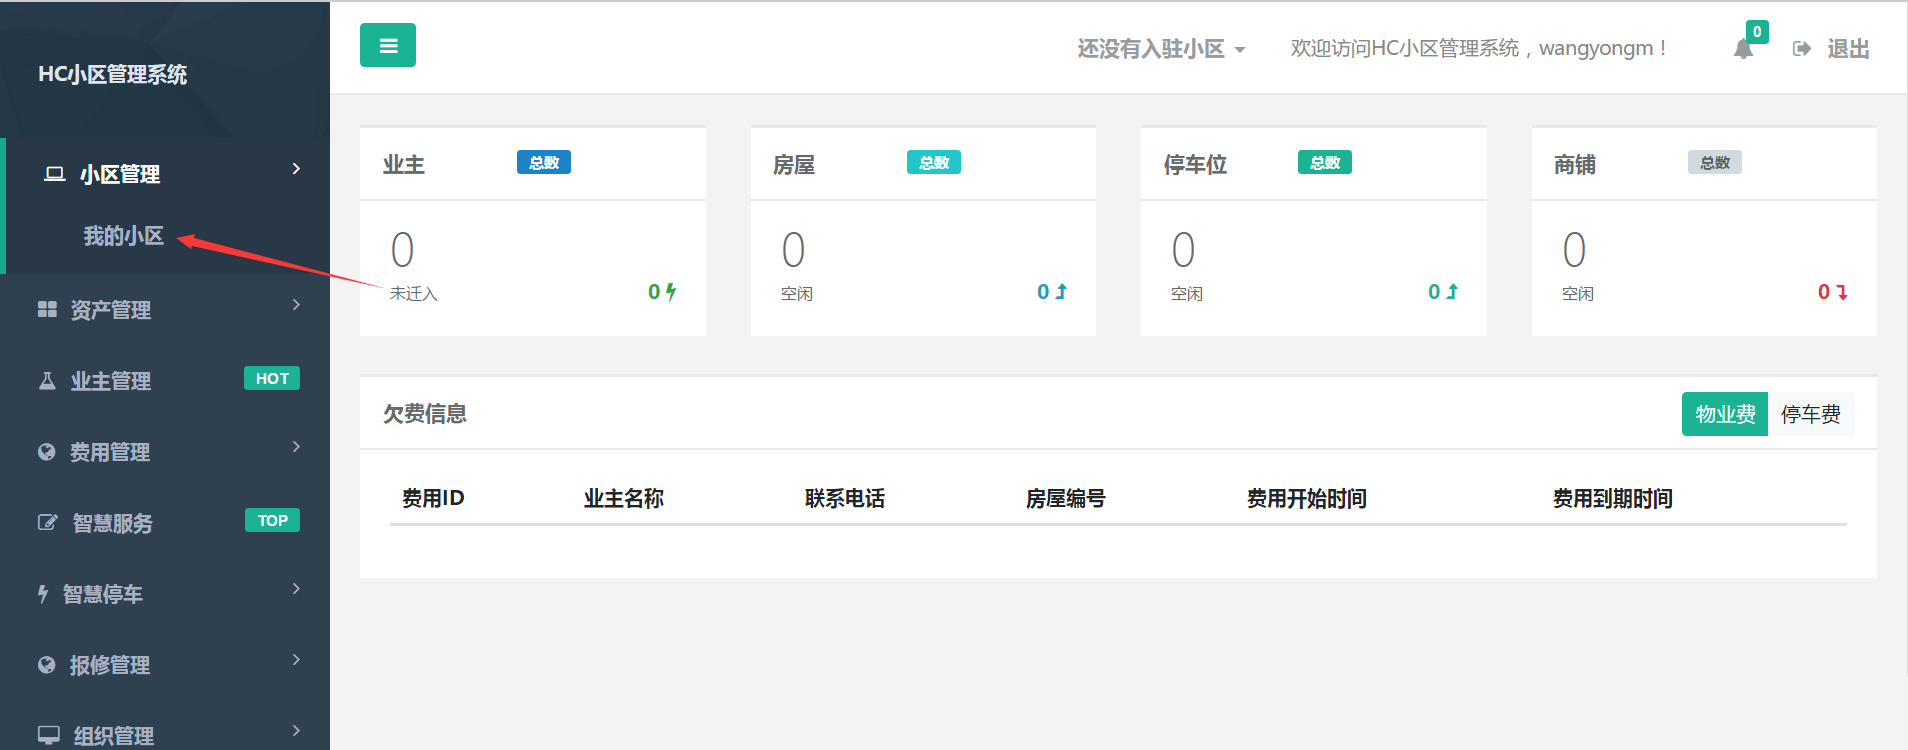 HC小区管理系统
小区管理
我的小区
资产管理
业主管理 HOT
费用管理
智慧服务 TOP
智慧停车
报修管理
组织管理
还没有入驻小区 欢迎访问HC小区管理系统，wangyongm！ 0 退出
业主 总数
0
未迁入 0
房屋 总数
0
空闲 0
停车位 总数
0
空闲 0
商铺 总数
0
空闲 0
欠费信息 物业费 停车费
费用ID 业主名称 联系电话 房屋编号 费用开始时间 费用到期时间